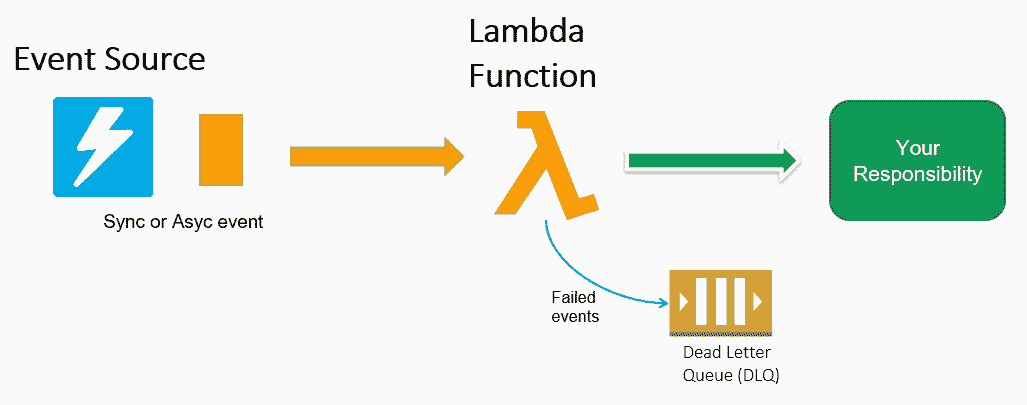 Event Source
Sync or Asyc event
Lambda
Function
Your
Responsibility
Failed
events
Dead Letter
Queue (DLQ)